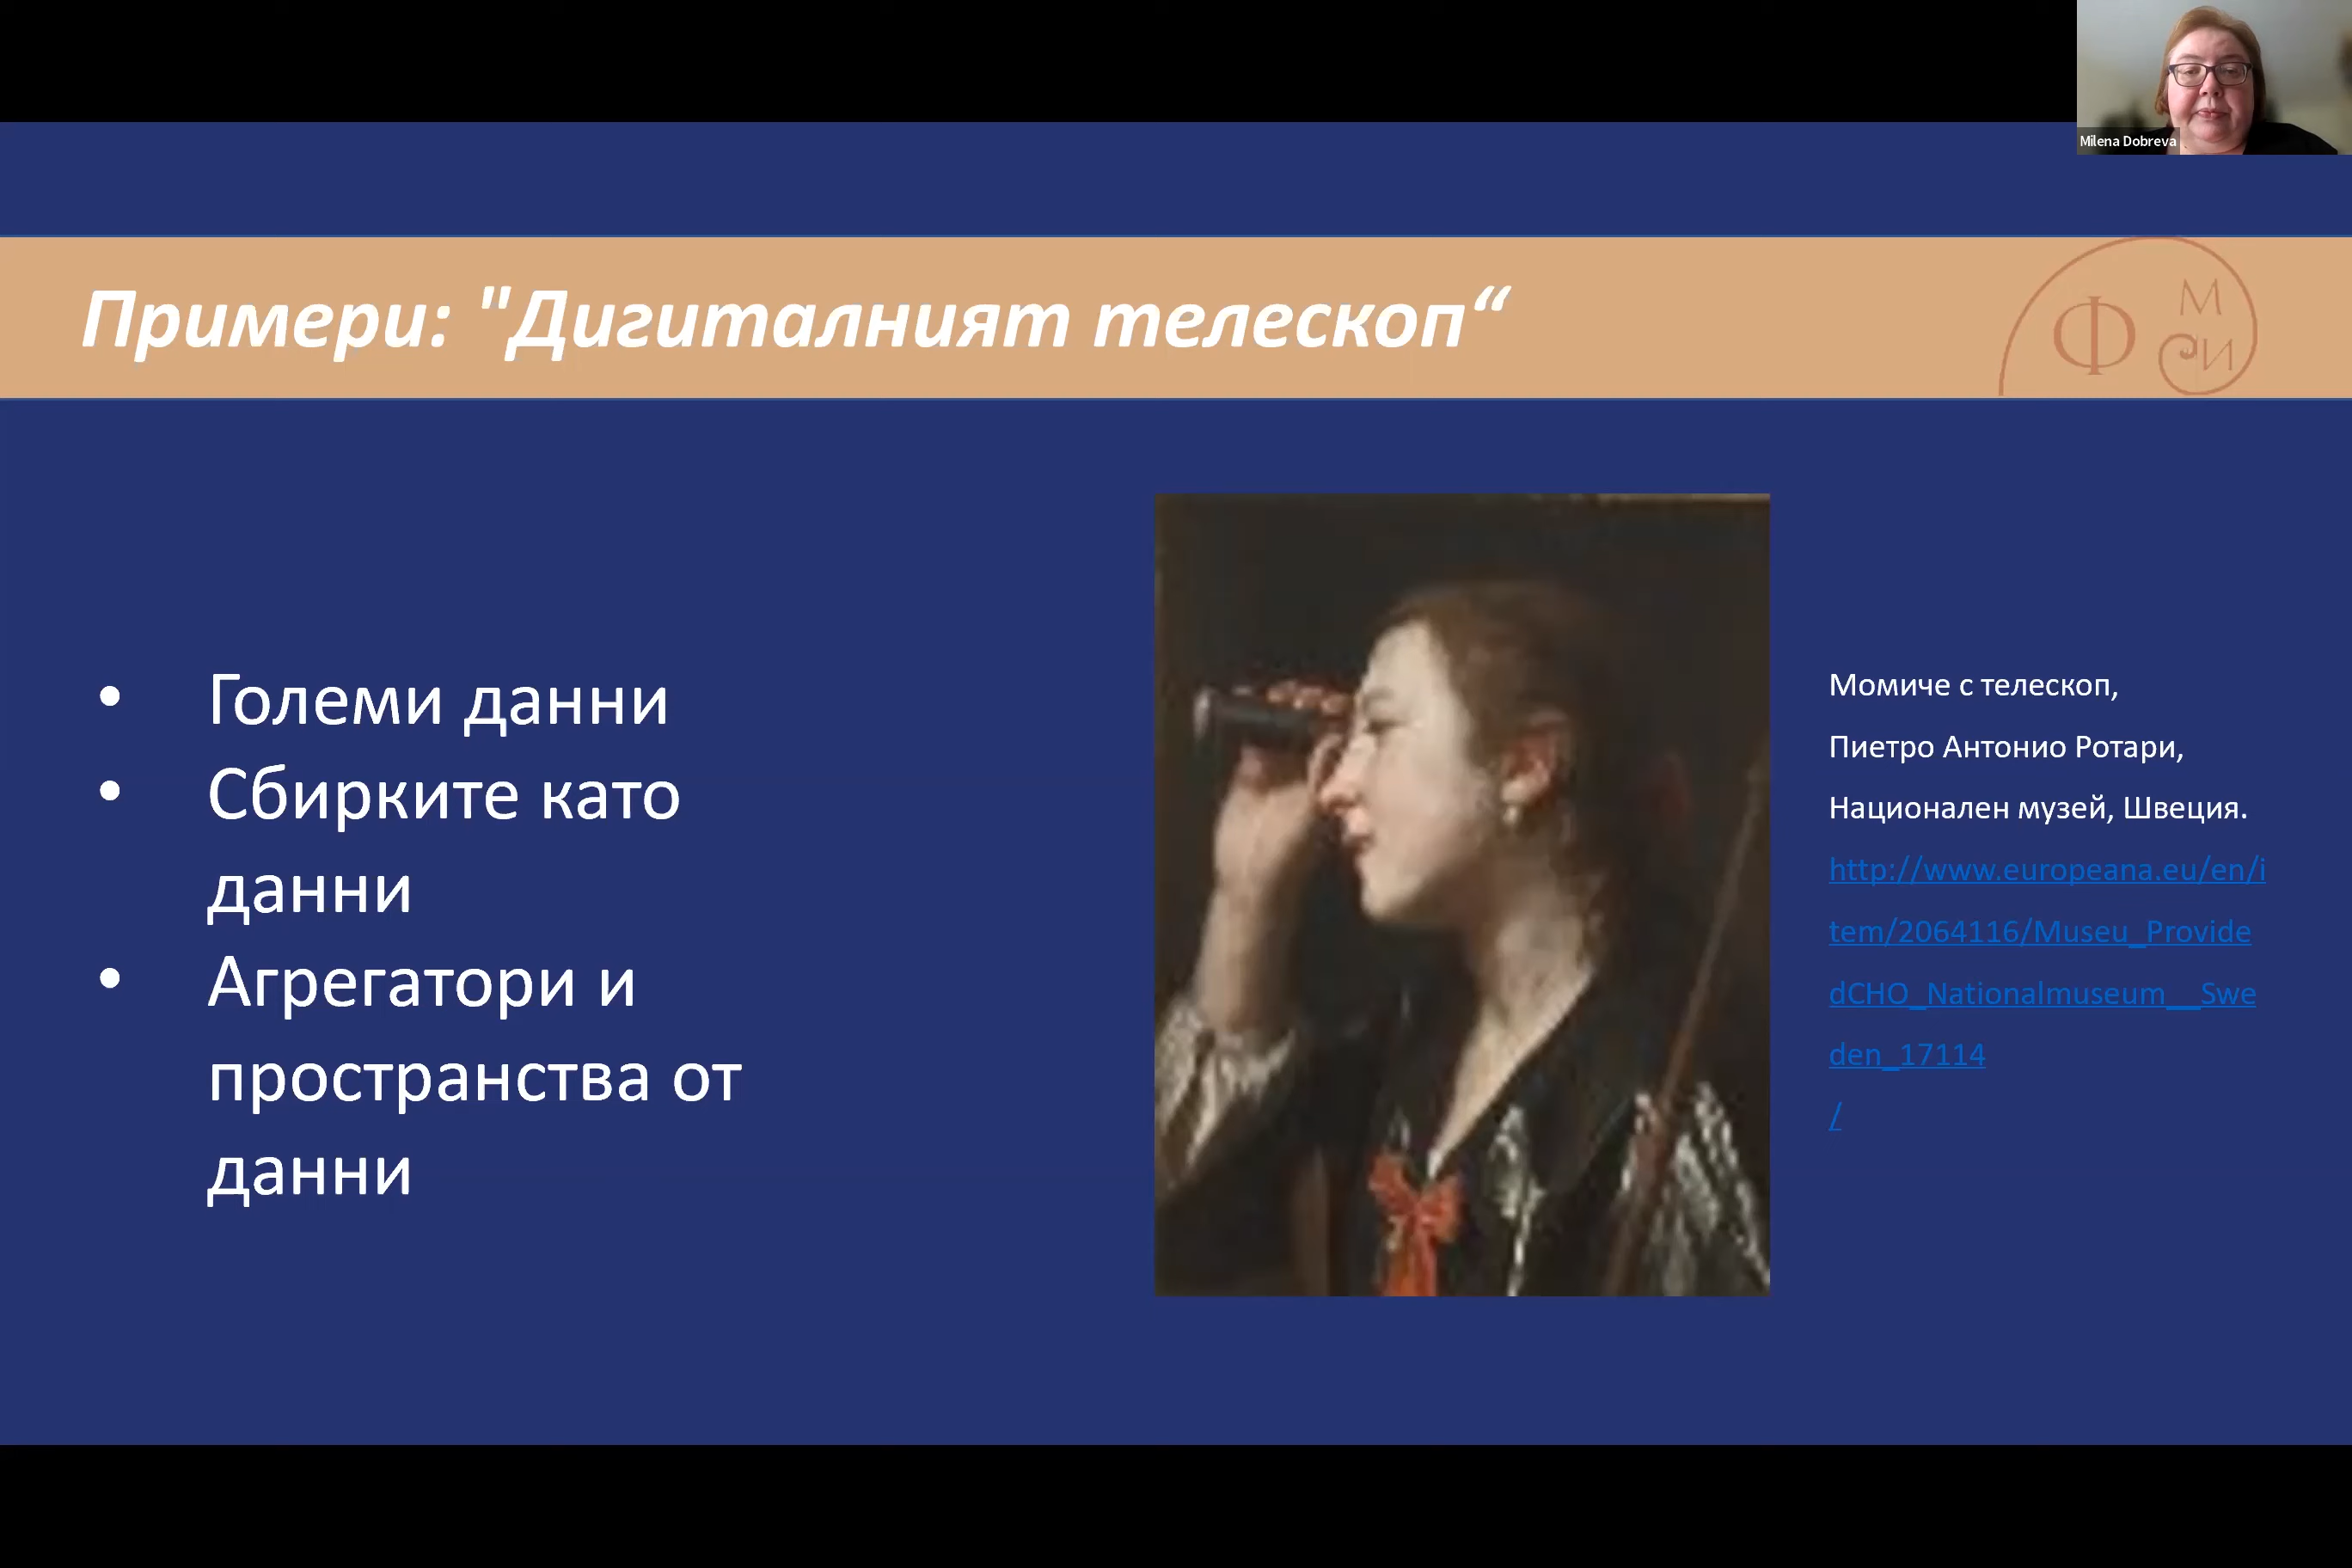 Milena Dobreva
Примери: "Дигиталният телескоп“
Ф М
СИ
• Големи данни
• Сбирките като
данни
• Агрегатори и
пространства от
данни
Момиче с телескоп,
Пиетро Антонио Ротари,
Национален музей, Швеция.
http://www.europeana.eu/en/i
tem/2064116/Museu_Provide
dCHO_Nationalmuseum__Swe
den_17114
/